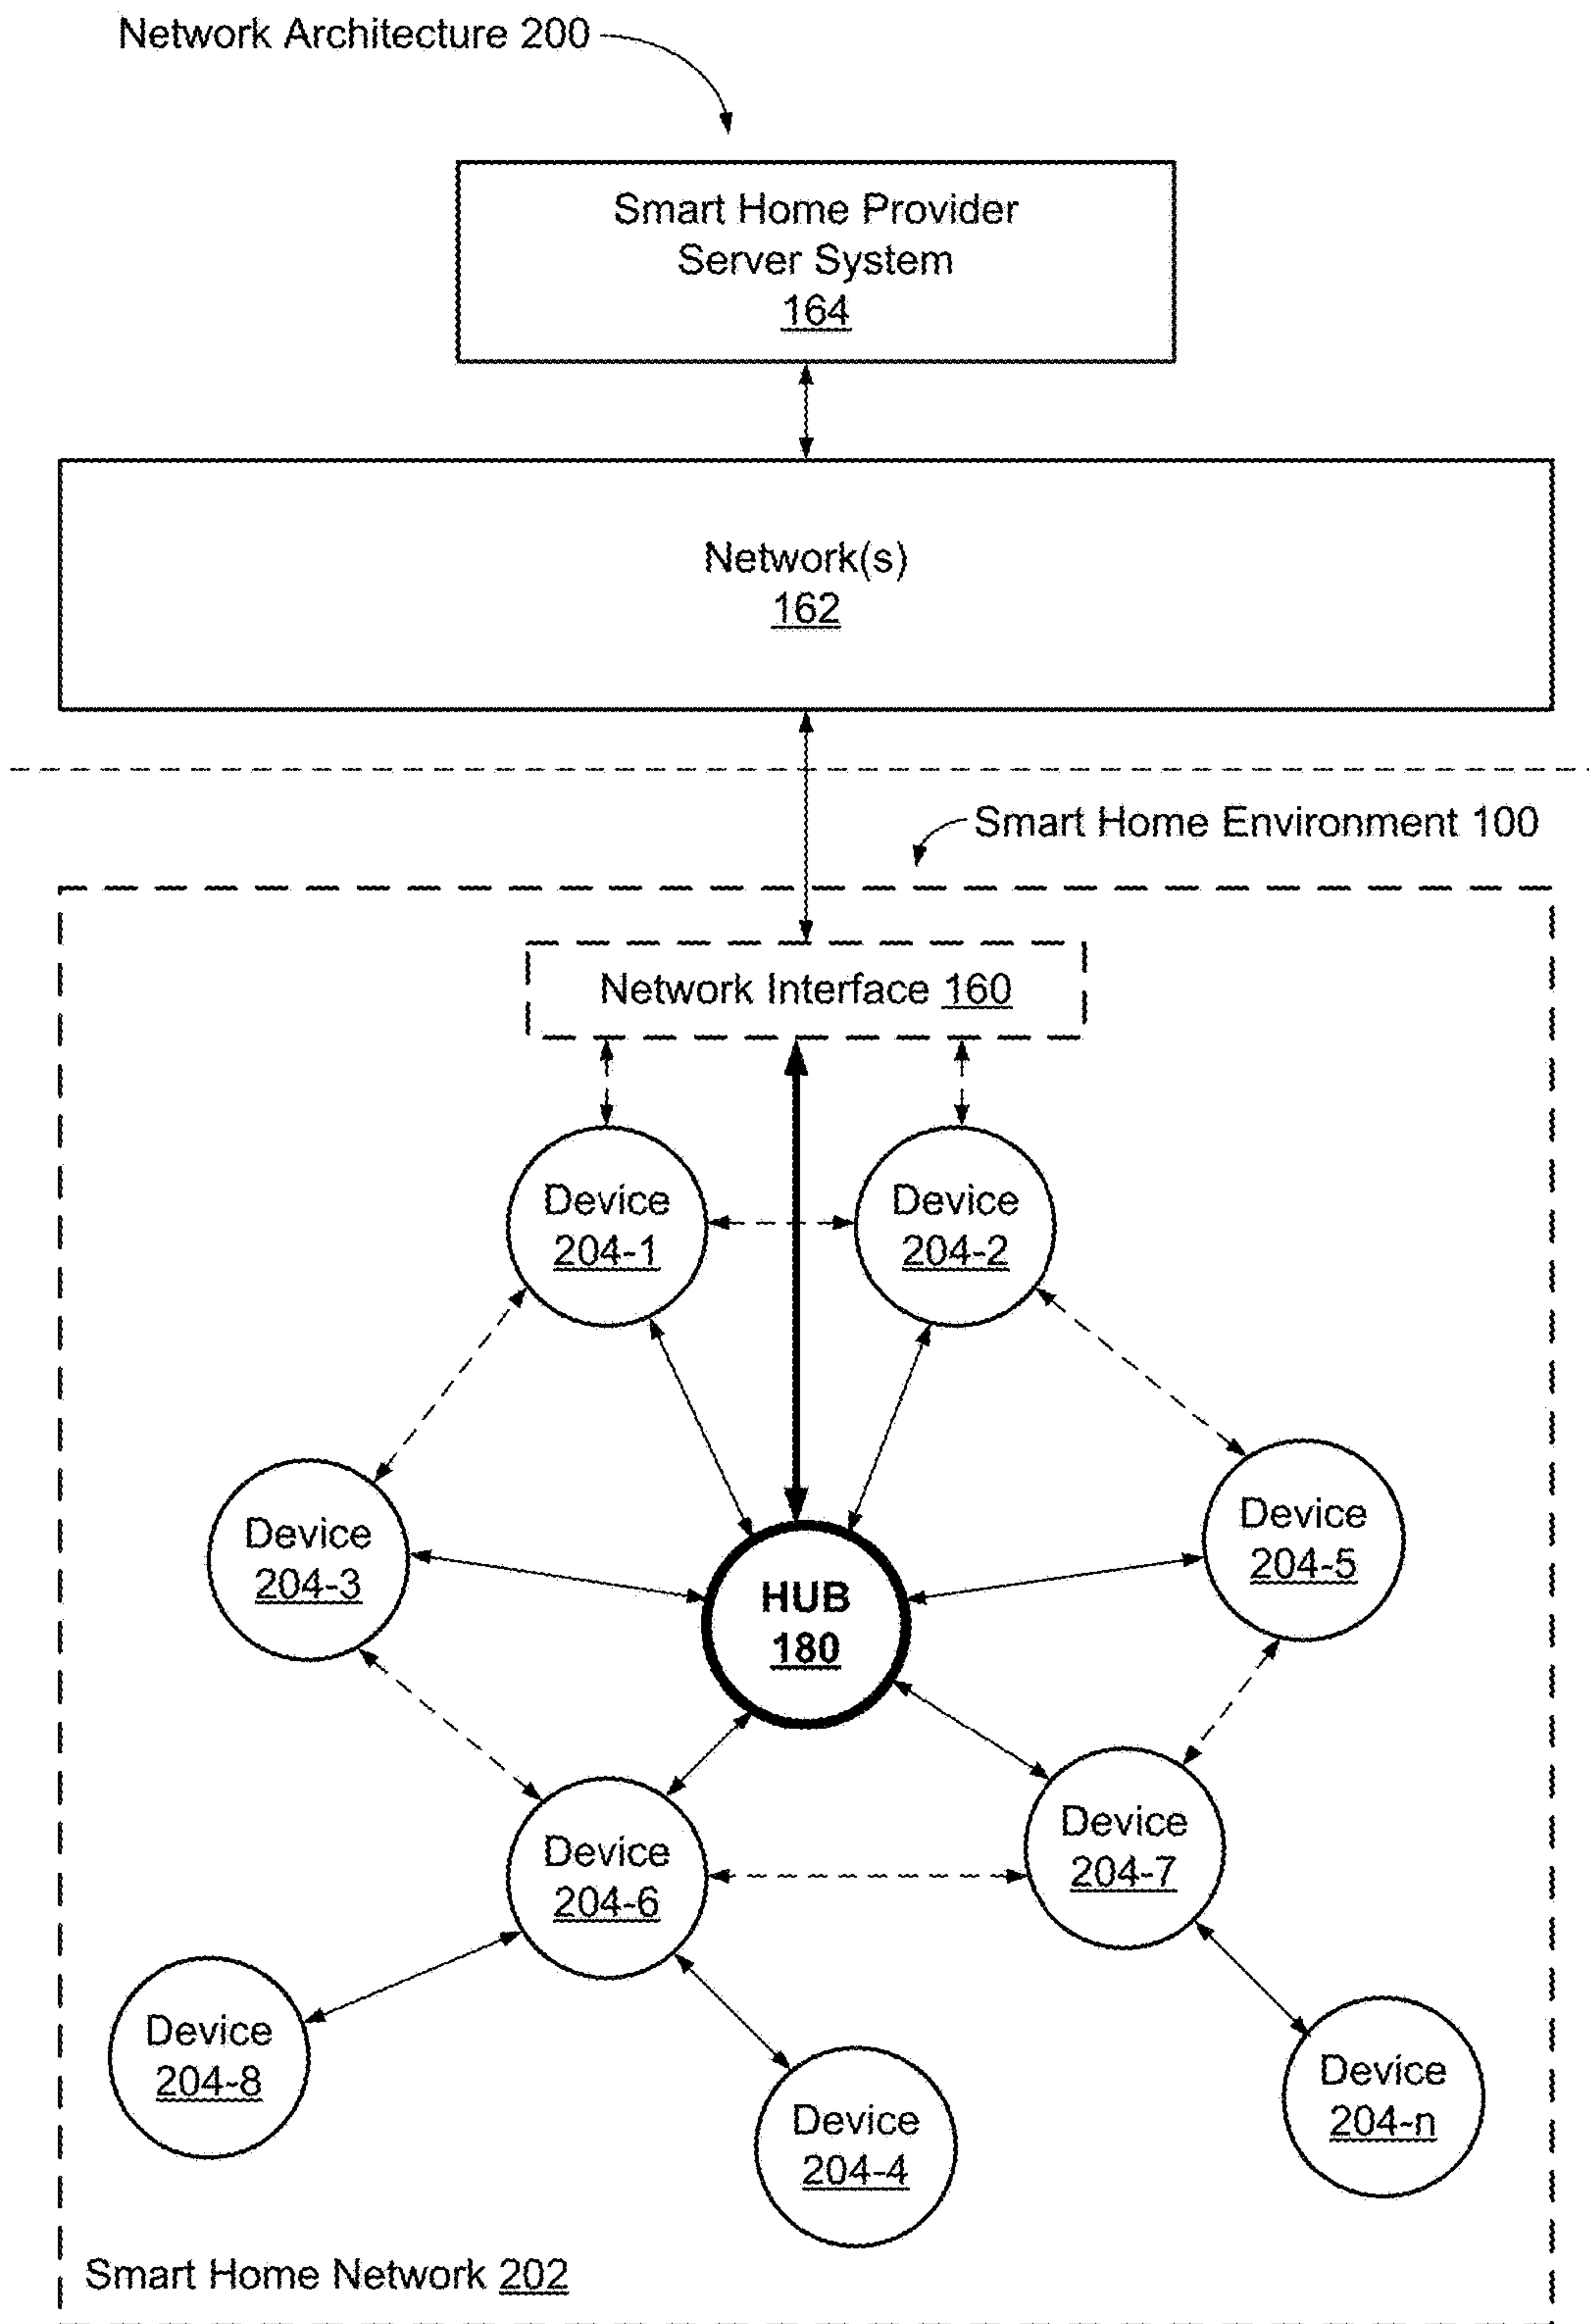 Network Architecture 200
Smart Home Provider
Server System
164
Network(s)
162
Smart Home Environment 100
Network Interface 160
Device
204-1
Device
204-2
Device
204-3
Device
204-5
HUB
180
Device
204-6
Device
204-7
Device
204-8
Device
204-4
Device
204-n
Smart Home Network 202